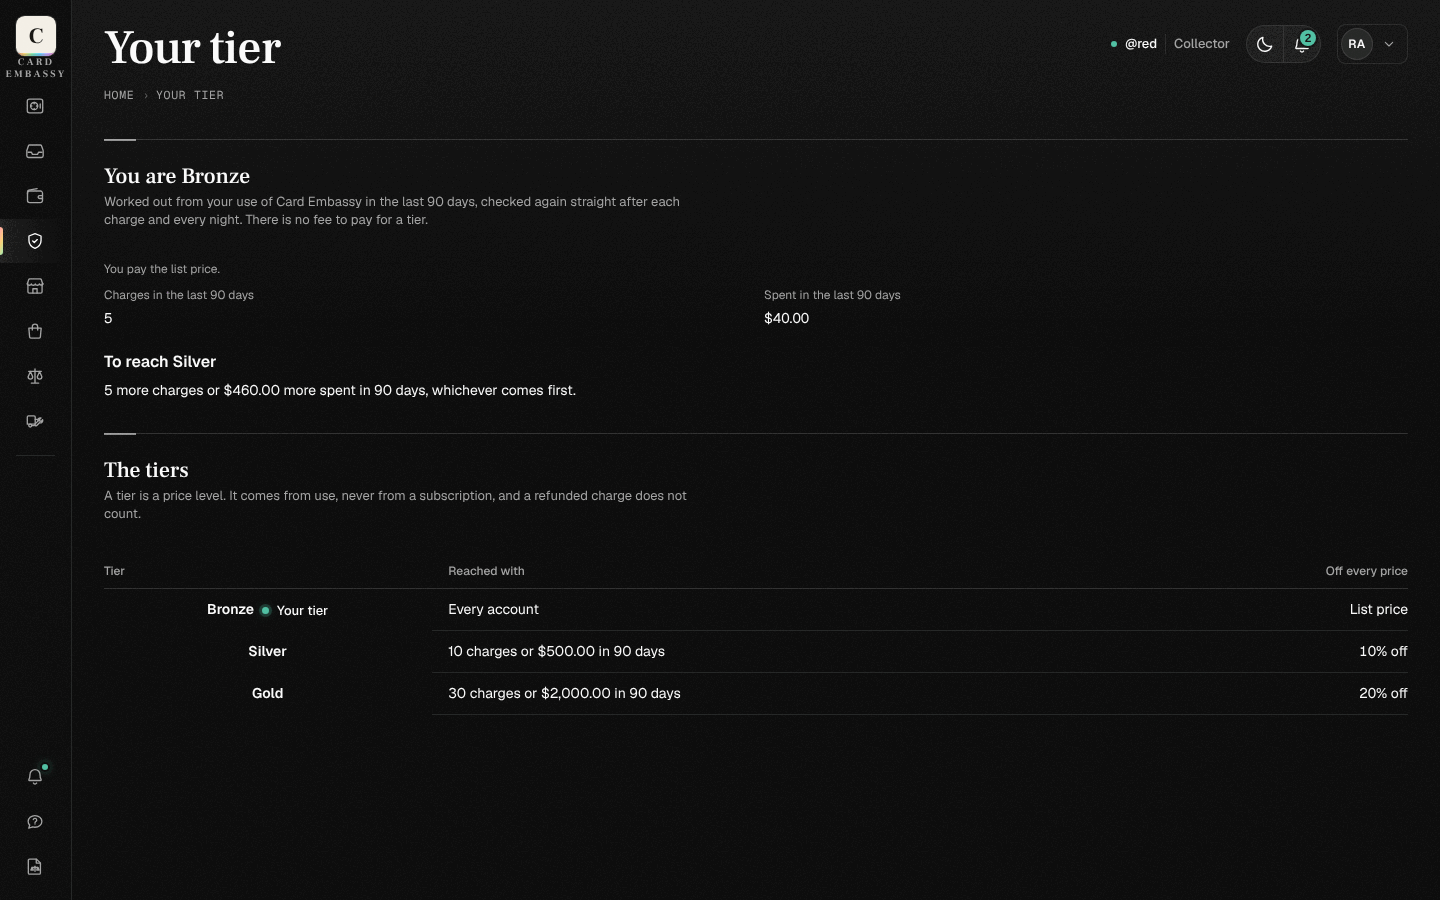 C
CARD
EMBASSY
Your tier
@red
Collector
2
RA
HOME › YOUR TIER
You are Bronze
Worked out from your use of Card Embassy in the last 90 days, checked again straight after each
charge and every night. There is no fee to pay for a tier.
You pay the list price.
Charges in the last 90 days
Spent in the last 90 days
5
$40.00
To reach Silver
5 more charges or $460.00 more spent in 90 days, whichever comes first.
The tiers
A tier is a price level. It comes from use, never from a subscription, and a refunded charge does not
count.
Tier
Reached with
Off every price
Bronze
Your tier
Every account
List price
Silver
10 charges or $500.00 in 90 days
10% off
Gold
30 charges or $2,000.00 in 90 days
20% off